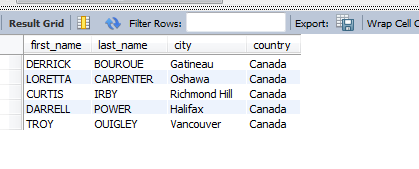 Result Grid Filter Rows: Export: Wrap Cell C
first_name last_name city country
DERRICK BOUROUE Gatineau Canada
LORETTA CARPENTER Oshawa Canada
CURTIS IRBY Richmond Hill Canada
DARRELL POWER Halifax Canada
TROY OUIGLEY Vancouver Canada